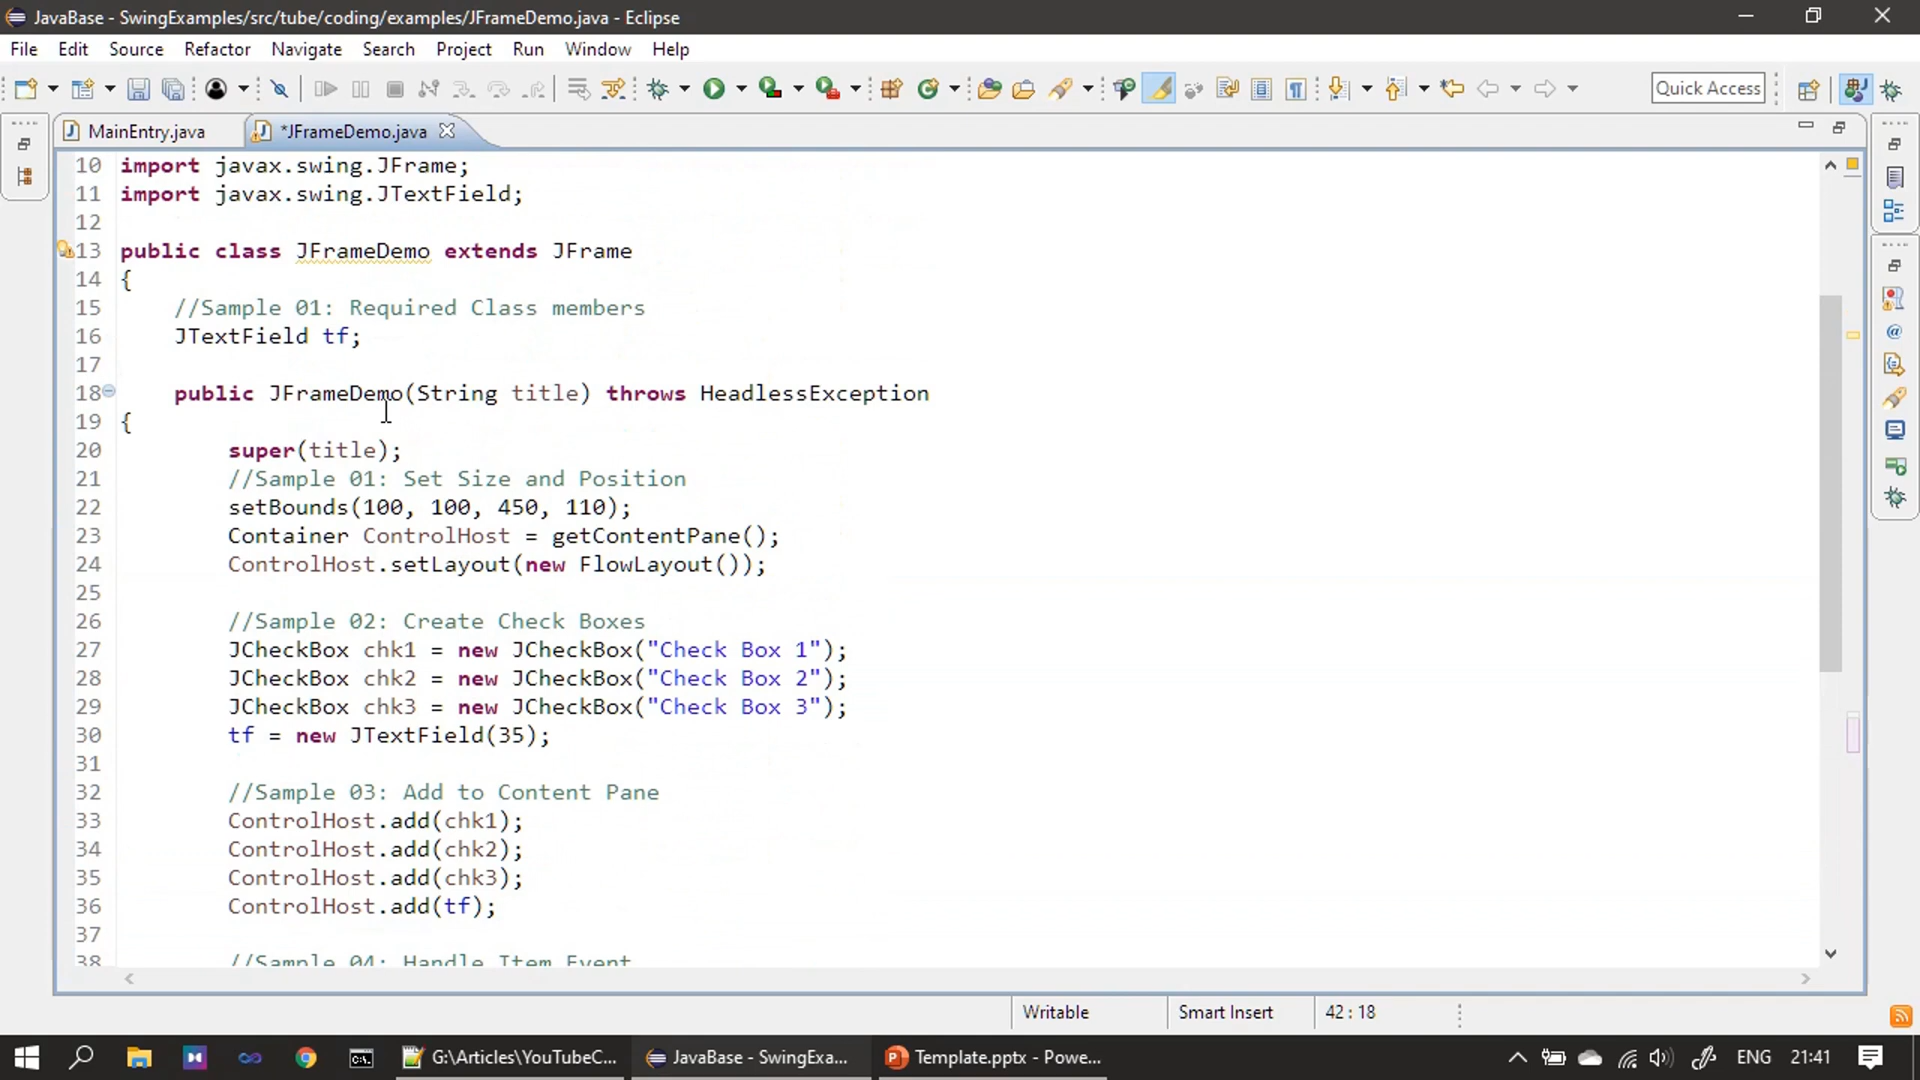 JavaBase - SwingExamples/src/tube/coding/examples/JFrameDemo.java - Eclipse
File Edit Source Refactor Navigate Search Project Run Window Help
Quick Access
MainEntry.java *JFrameDemo.java
10 import javax.swing.JFrame;
11 import javax.swing.JTextField;
12
13 public class JFrameDemo extends JFrame
14 {
15 //Sample 01: Required Class members
16 JTextField tf;
17
18 public JFrameDemo(String title) throws HeadlessException
19 {
20 super(title);
21 //Sample 01: Set Size and Position
22 setBounds(100, 100, 450, 110);
23 Container ControlHost = getContentPane();
24 ControlHost.setLayout(new FlowLayout());
25
26 //Sample 02: Create Check Boxes
27 JCheckBox chk1 = new JCheckBox("Check Box 1");
28 JCheckBox chk2 = new JCheckBox("Check Box 2");
29 JCheckBox chk3 = new JCheckBox("Check Box 3");
30 tf = new JTextField(35);
31
32 //Sample 03: Add to Content Pane
33 ControlHost.add(chk1);
34 ControlHost.add(chk2);
35 ControlHost.add(chk3);
36 ControlHost.add(tf);
37
38 //Sample 04: Handle Item Event
Writable Smart Insert 42 : 18
G:\Articles\YouTubeC... JavaBase - SwingExa... Template.pptx - Powe... ENG 21:41